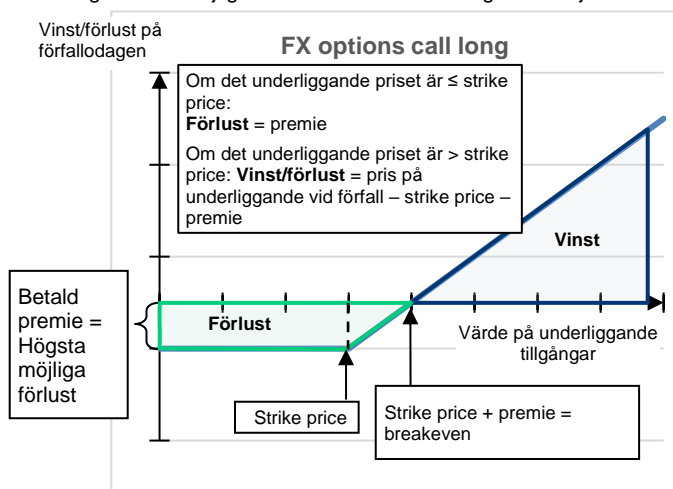 Vinst/förlust på
förfallodagen
FX options call long
Om det underliggande priset är ≤ strike
price:
Förlust = premie
Om det underliggande priset är > strike
price: Vinst/förlust = pris på
underliggande vid förfall – strike price –
premie
Vinst
Betald
premie =
Högsta
möjliga
förlust
Förlust
Värde på underliggande
tillgångar
Strike price
Strike price + premie =
breakeven